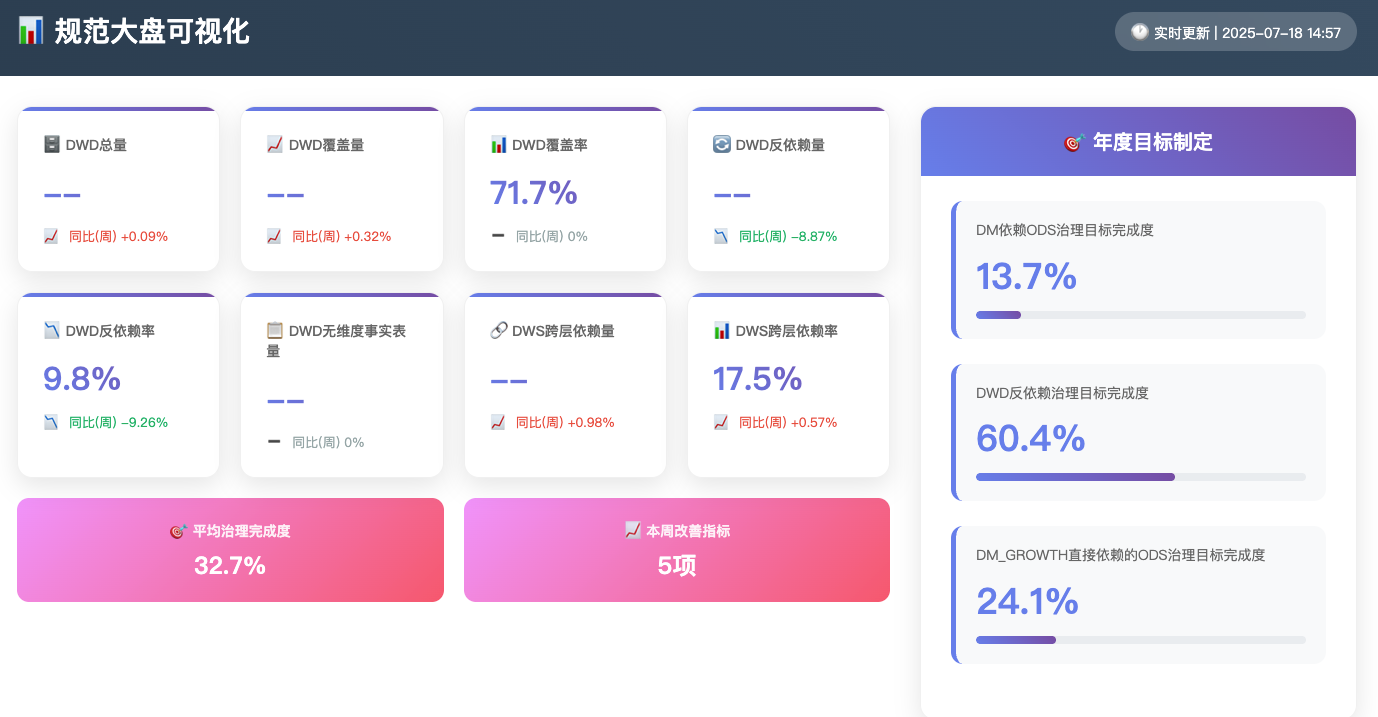 规范大盘可视化
实时更新 | 2025-07-18 14:57
DWD总量
--
同比(周) +0.09%
DWD覆盖量
--
同比(周) +0.32%
DWD覆盖率
71.7%
同比(周) 0%
DWD反依赖量
--
同比(周) -8.87%
DWD反依赖率
9.8%
同比(周) -9.26%
DWD无维度事实表
量
--
同比(周) 0%
DWS跨层依赖量
--
同比(周) +0.98%
DWS跨层依赖率
17.5%
同比(周) +0.57%
平均治理完成度
32.7%
本周改善指标
5项
年度目标制定
DM依赖ODS治理目标完成度
13.7%
DWD反依赖治理目标完成度
60.4%
DM_GROWTH直接依赖的ODS治理目标完成度
24.1%